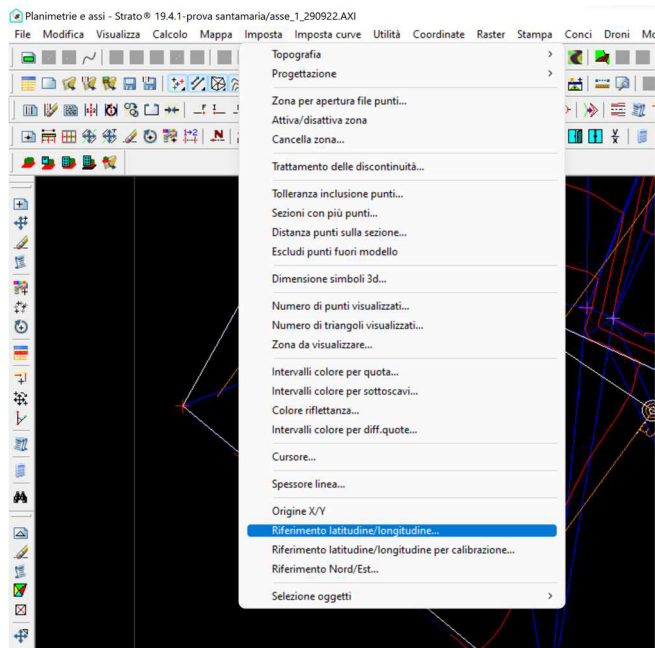 Planimetrie e assi - Strato® 19.4.1-prova santamaria/asse_1_290922.AXI
File Modifica Visualizza Calcolo Mappa Imposta Imposta curve Utilità Coordinate Raster Stampa Conci Droni
Topografia
Progettazione
Zona per apertura file punti...
Attiva/disattiva zona
Cancella zona...
Trattamento delle discontinuità...
Tolleranza inclusione punti...
Sezioni con più punti...
Distanza punti sulla sezione...
Escludi punti fuori modello
Dimensione simboli 3d...
Numero di punti visualizzati...
Numero di triangoli visualizzati...
Zona da visualizzare...
Intervalli colore per quota...
Intervalli colore per sottoscavi...
Colore riflettanza...
Intervalli colore per diff.quote...
Cursore...
Spessore linea...
Origine X/Y
Riferimento latitudine/longitudine...
Riferimento latitudine/longitudine per calibrazione...
Riferimento Nord/Est...
Selezione oggetti